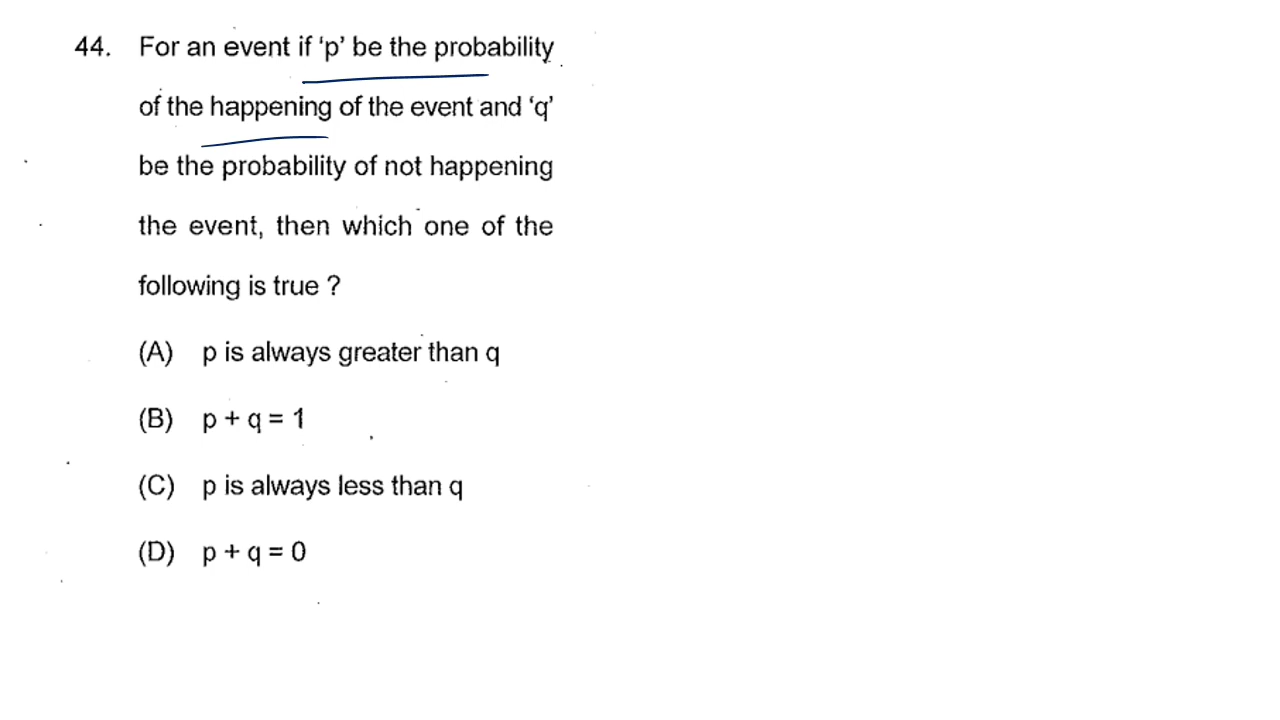 44. For an event if ‘p’ be the probability
of the happening of the event and ‘q’
be the probability of not happening
the event, then which one of the
following is true ?
(A) p is always greater than q
(B) p + q = 1
(C) p is always less than q
(D) p + q = 0